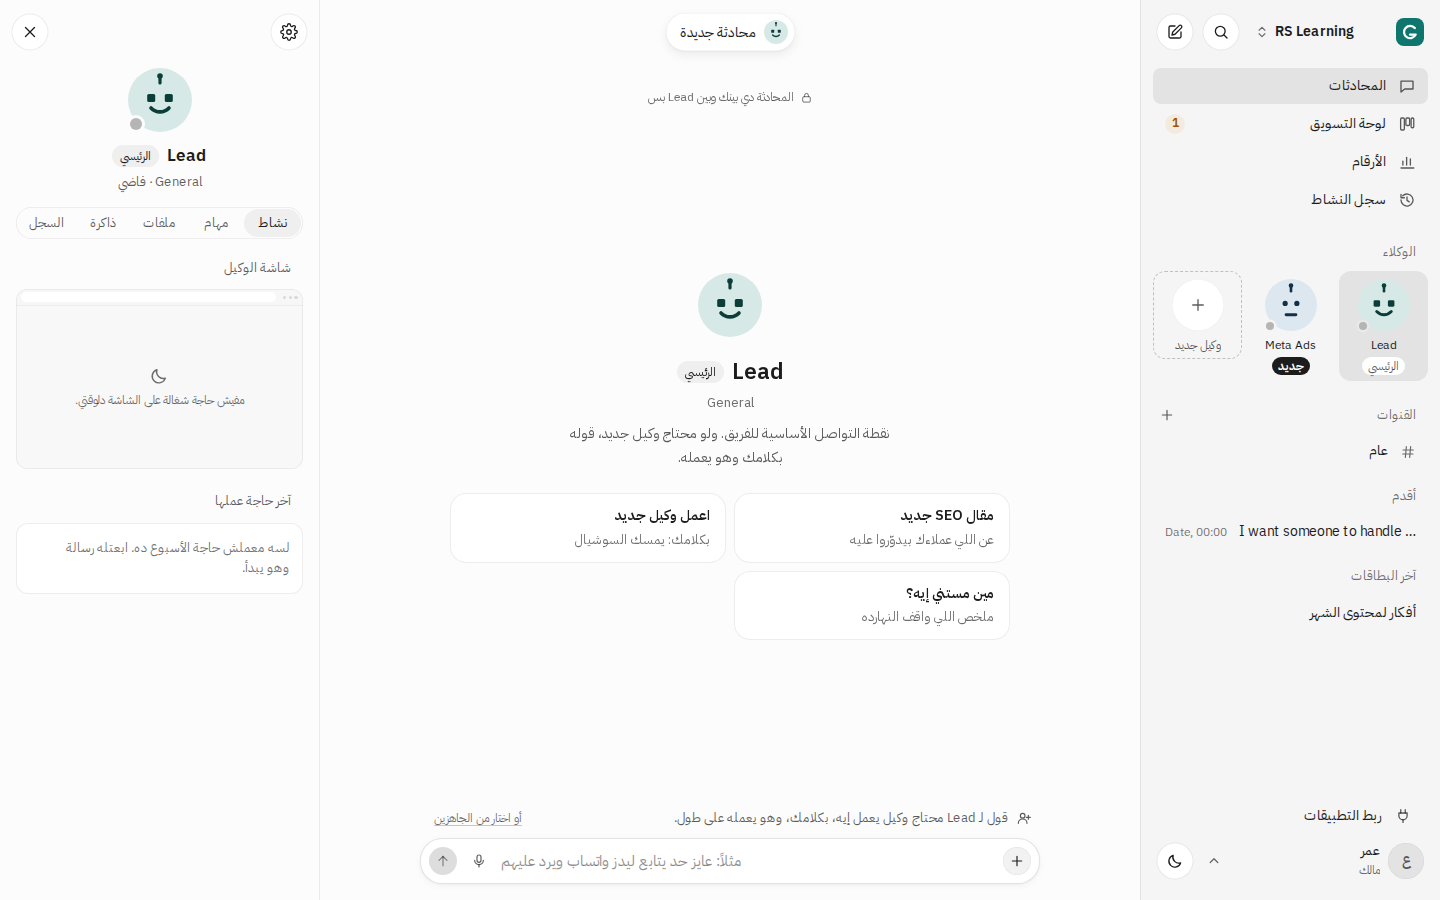 RS Learning
المحادثات
لوحة التسويق
1
الأرقام
سجل النشاط
الوكلاء
Lead
الرئيسي
Meta Ads
جديد
وكيل جديد
القنوات
عام
أقدم
I want someone to handle ...
Date, 00:00
آخر البطاقات
أفكار لمحتوى الشهر
ربط التطبيقات
ع
عمر
مالك
محادثة جديدة
المحادثة دي بينك وبين Lead بس
Lead الرئيسي
General
نقطة التواصل الأساسية للفريق. ولو محتاج وكيل جديد، قوله
بكلامك وهو يعمله.
مقال SEO جديد
عن اللي عملاءك بيدوّروا عليه
اعمل وكيل جديد
بكلامك: يمسك السوشيال
مين مستني إيه؟
ملخص اللي واقف النهارده
قول لـ Lead محتاج وكيل يعمل إيه، بكلامك، وهو يعمله على طول.
أو اختار من الجاهزين
مثلاً: عايز حد يتابع ليدز واتساب ويرد عليهم
Lead الرئيسي
General · فاضي
نشاط
مهام
ملفات
ذاكرة
السجل
شاشة الوكيل
مفيش حاجة شغالة على الشاشة دلوقتي.
آخر حاجة عملها
لسه معملش حاجة الأسبوع ده. ابعتله رسالة
وهو يبدأ.